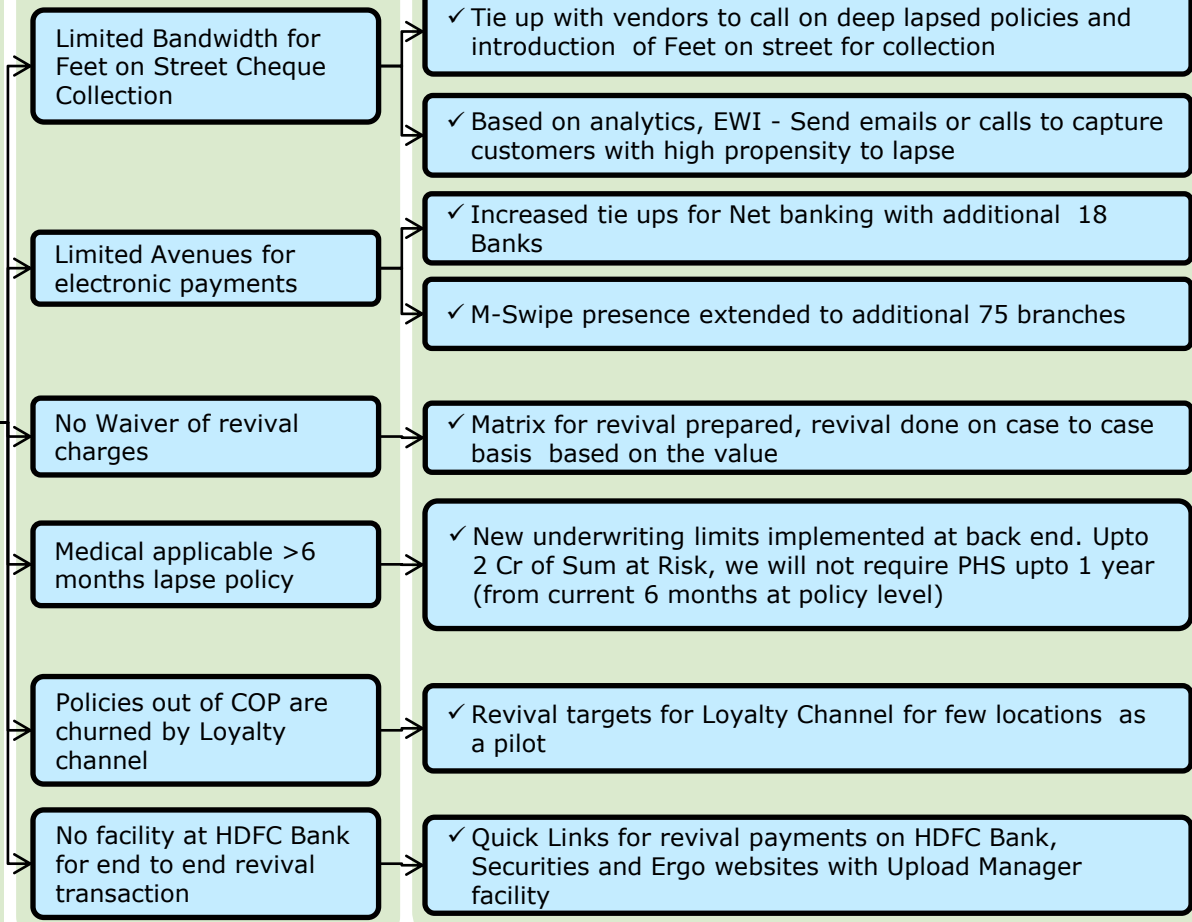 Limited Bandwidth for
Feet on Street Cheque
Collection
✓ Tie up with vendors to call on deep lapsed policies and
introduction of Feet on street for collection
✓ Based on analytics, EWI - Send emails or calls to capture
customers with high propensity to lapse
Limited Avenues for
electronic payments
✓ Increased tie ups for Net banking with additional 18
Banks
✓ M-Swipe presence extended to additional 75 branches
No Waiver of revival
charges
✓ Matrix for revival prepared, revival done on case to case
basis based on the value
Medical applicable >6
months lapse policy
✓ New underwriting limits implemented at back end. Upto
2 Cr of Sum at Risk, we will not require PHS upto 1 year
(from current 6 months at policy level)
Policies out of COP are
churned by Loyalty
channel
✓ Revival targets for Loyalty Channel for few locations as
a pilot
No facility at HDFC Bank
for end to end revival
transaction
✓ Quick Links for revival payments on HDFC Bank,
Securities and Ergo websites with Upload Manager
facility